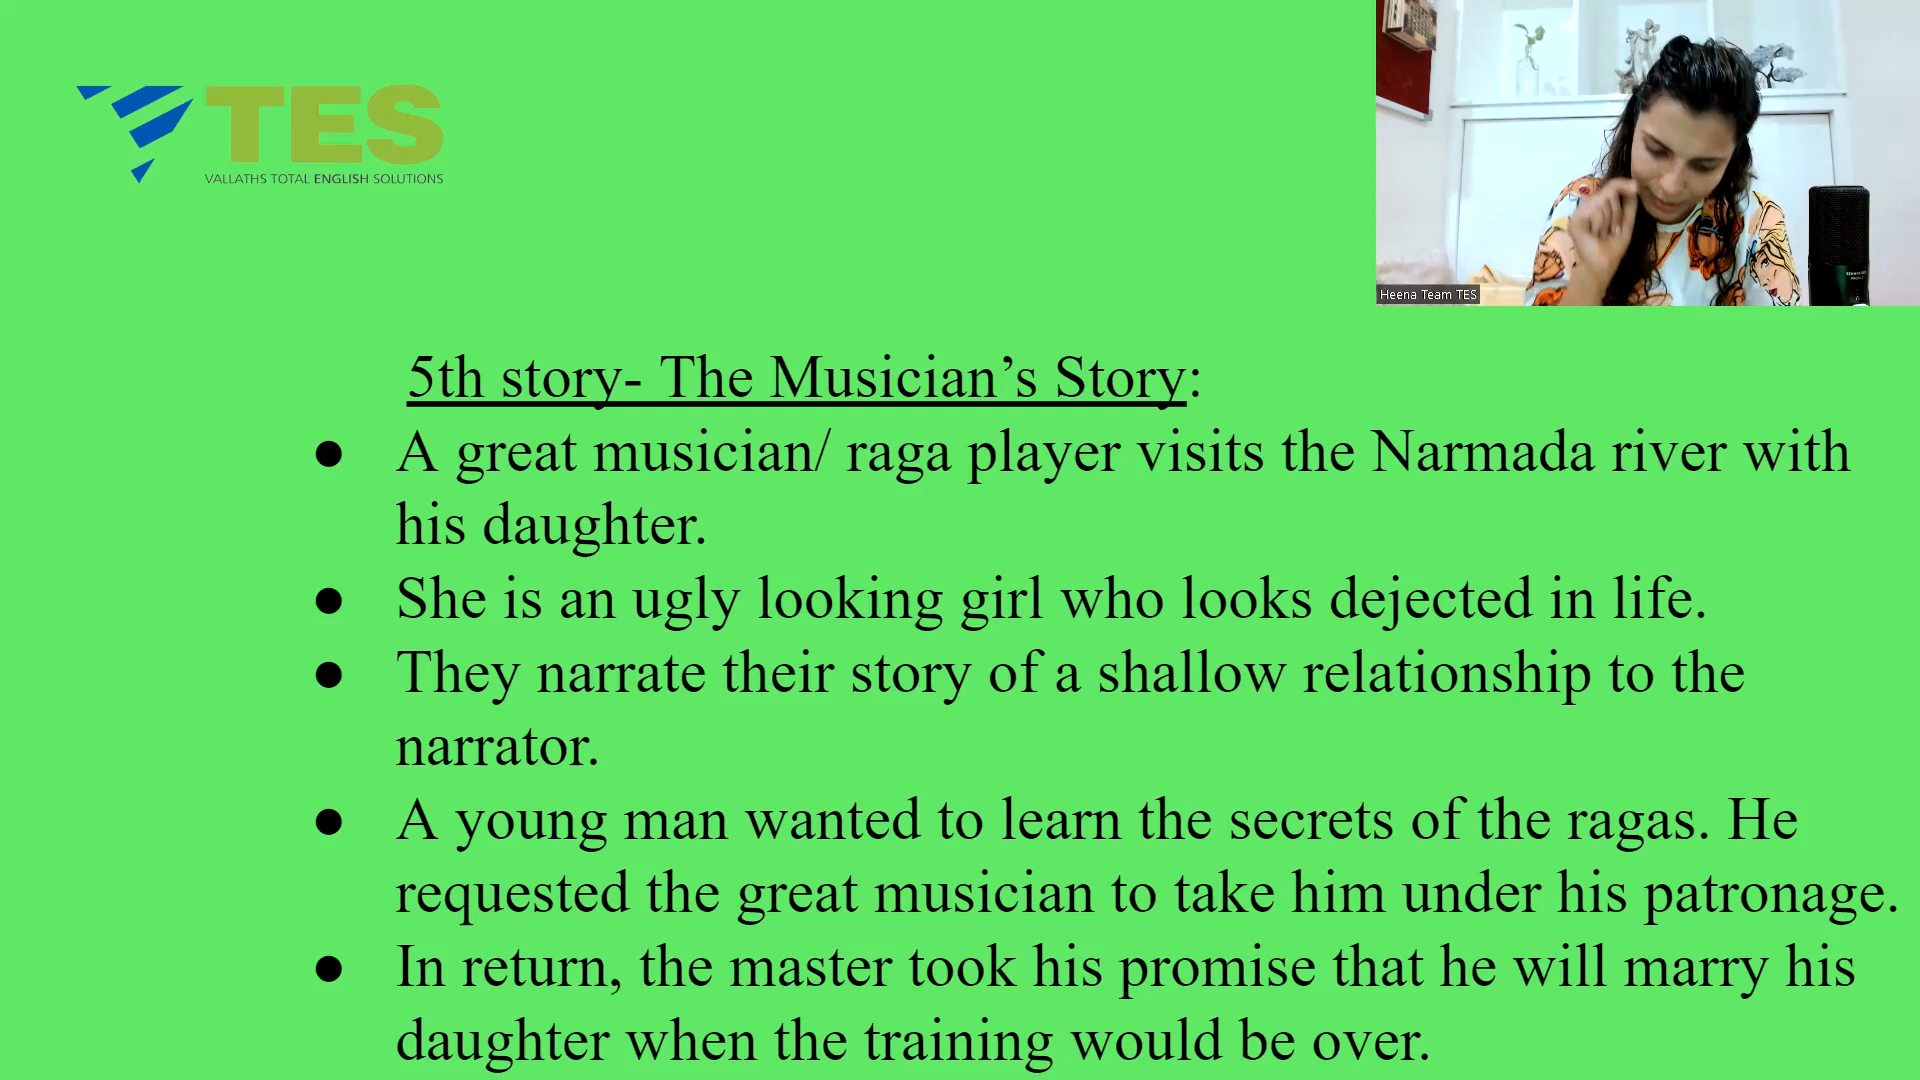 TES
VALLATHS TOTAL ENGLISH SOLUTIONS
Heena Team TES
5th story- The Musician’s Story:
● A great musician/ raga player visits the Narmada river with
his daughter.
● She is an ugly looking girl who looks dejected in life.
● They narrate their story of a shallow relationship to the
narrator.
● A young man wanted to learn the secrets of the ragas. He
requested the great musician to take him under his patronage.
● In return, the master took his promise that he will marry his
daughter when the training would be over.